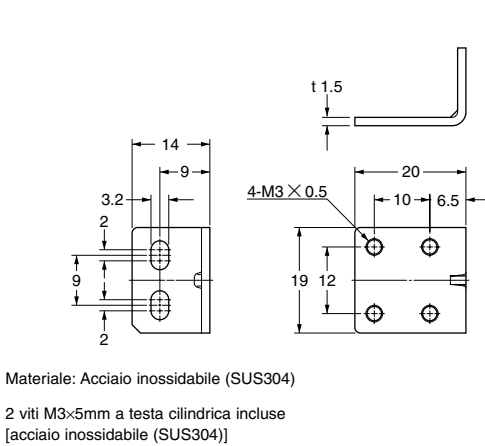 t 1.5
14
9
3.2
2
9
2
20
4-M3×0.5
10
6.5
19
12
Materiale: Acciaio inossidabile (SUS304)
2 viti M3×5mm a testa cilindrica incluse
[acciaio inossidabile (SUS304)]